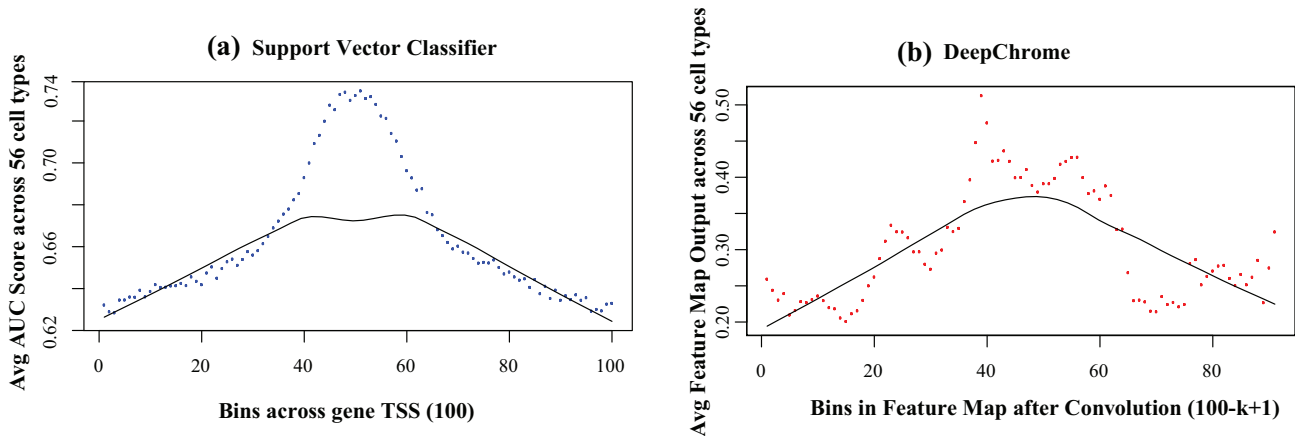 (a) Support Vector Classifier
Avg AUC Score across 56 cell types
0.74
0.70
0.66
0.62
0 20 40 60 80 100
Bins across gene TSS (100)
(b) DeepChrome
Avg Feature Map Output across 56 cell types
0.50
0.40
0.30
0.20
0 20 40 60 80
Bins in Feature Map after Convolution (100-k+1)